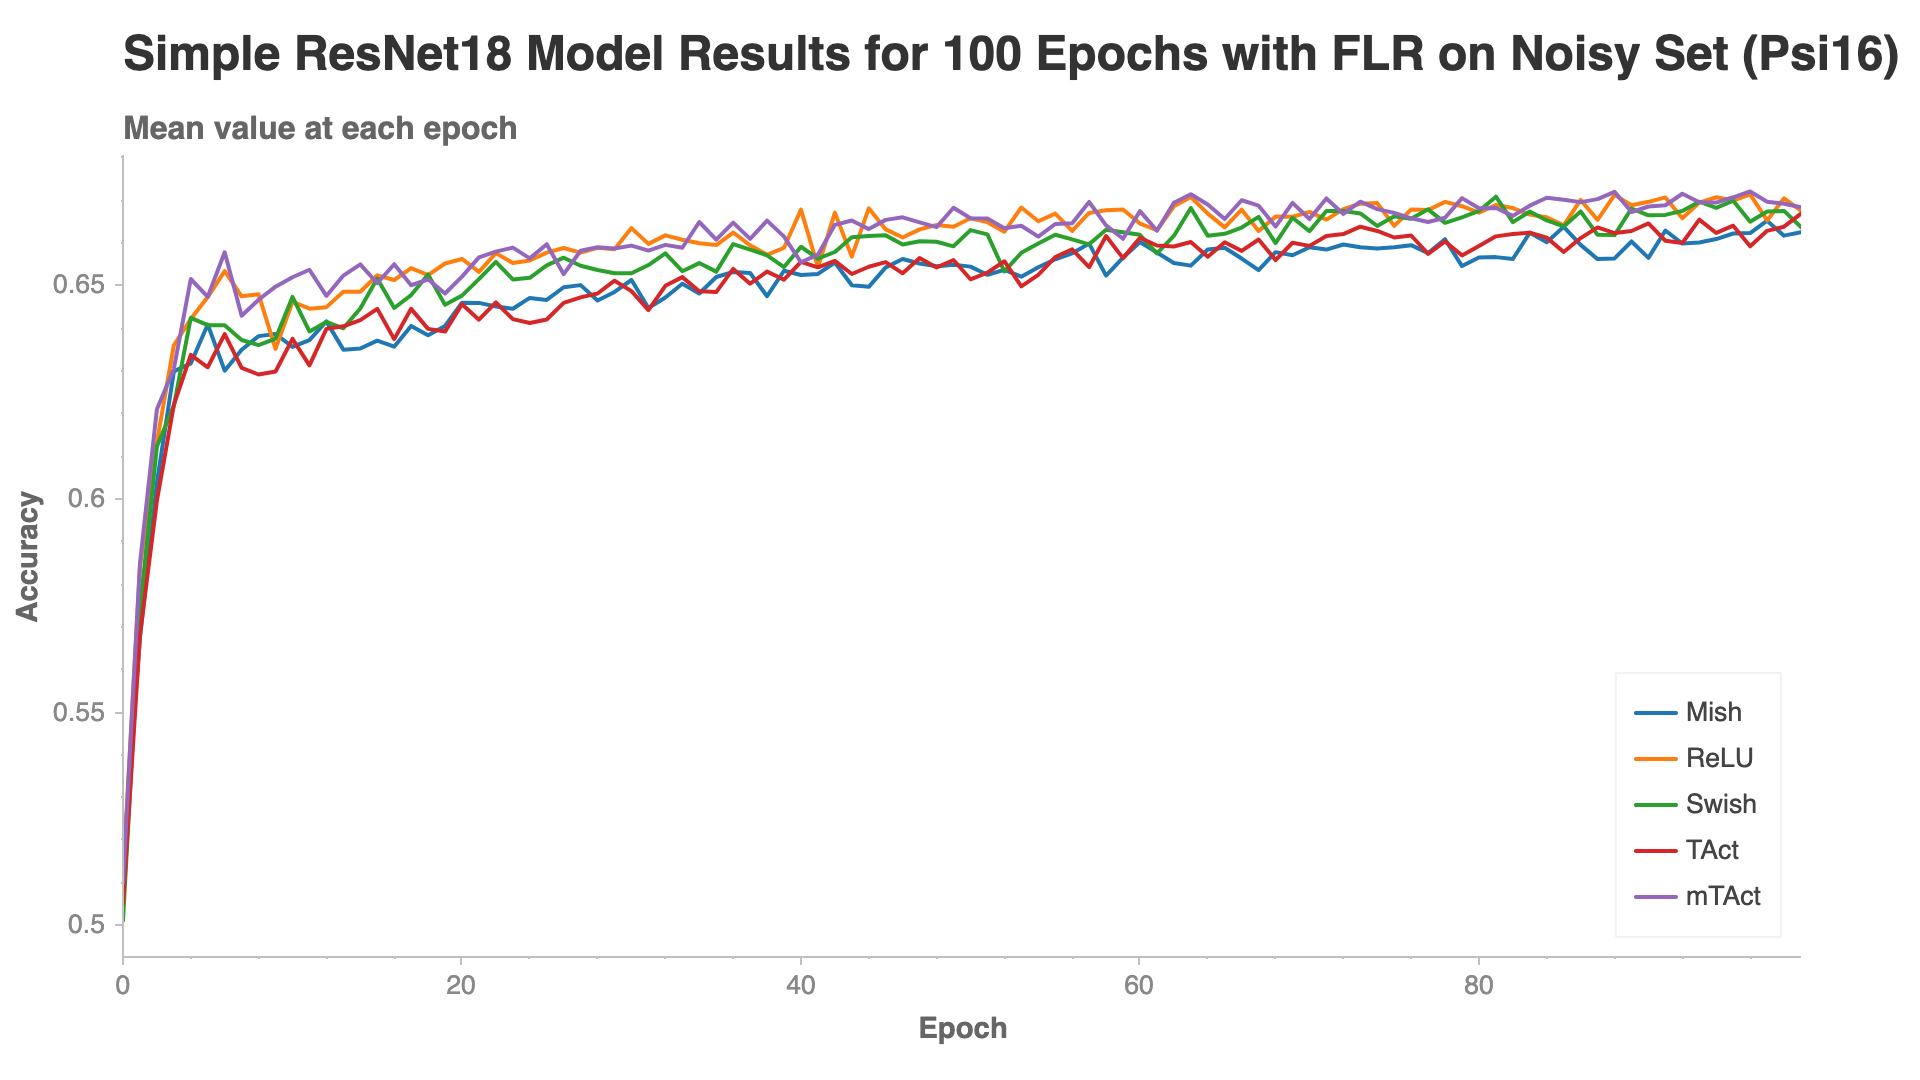 Simple ResNet18 Model Results for 100 Epochs with FLR on Noisy Set (Psi16)
Mean value at each epoch
Accuracy
0.65
0.6
0.55
0.5
0
20
40
60
80
Epoch
Mish
ReLU
Swish
TAct
mTAct